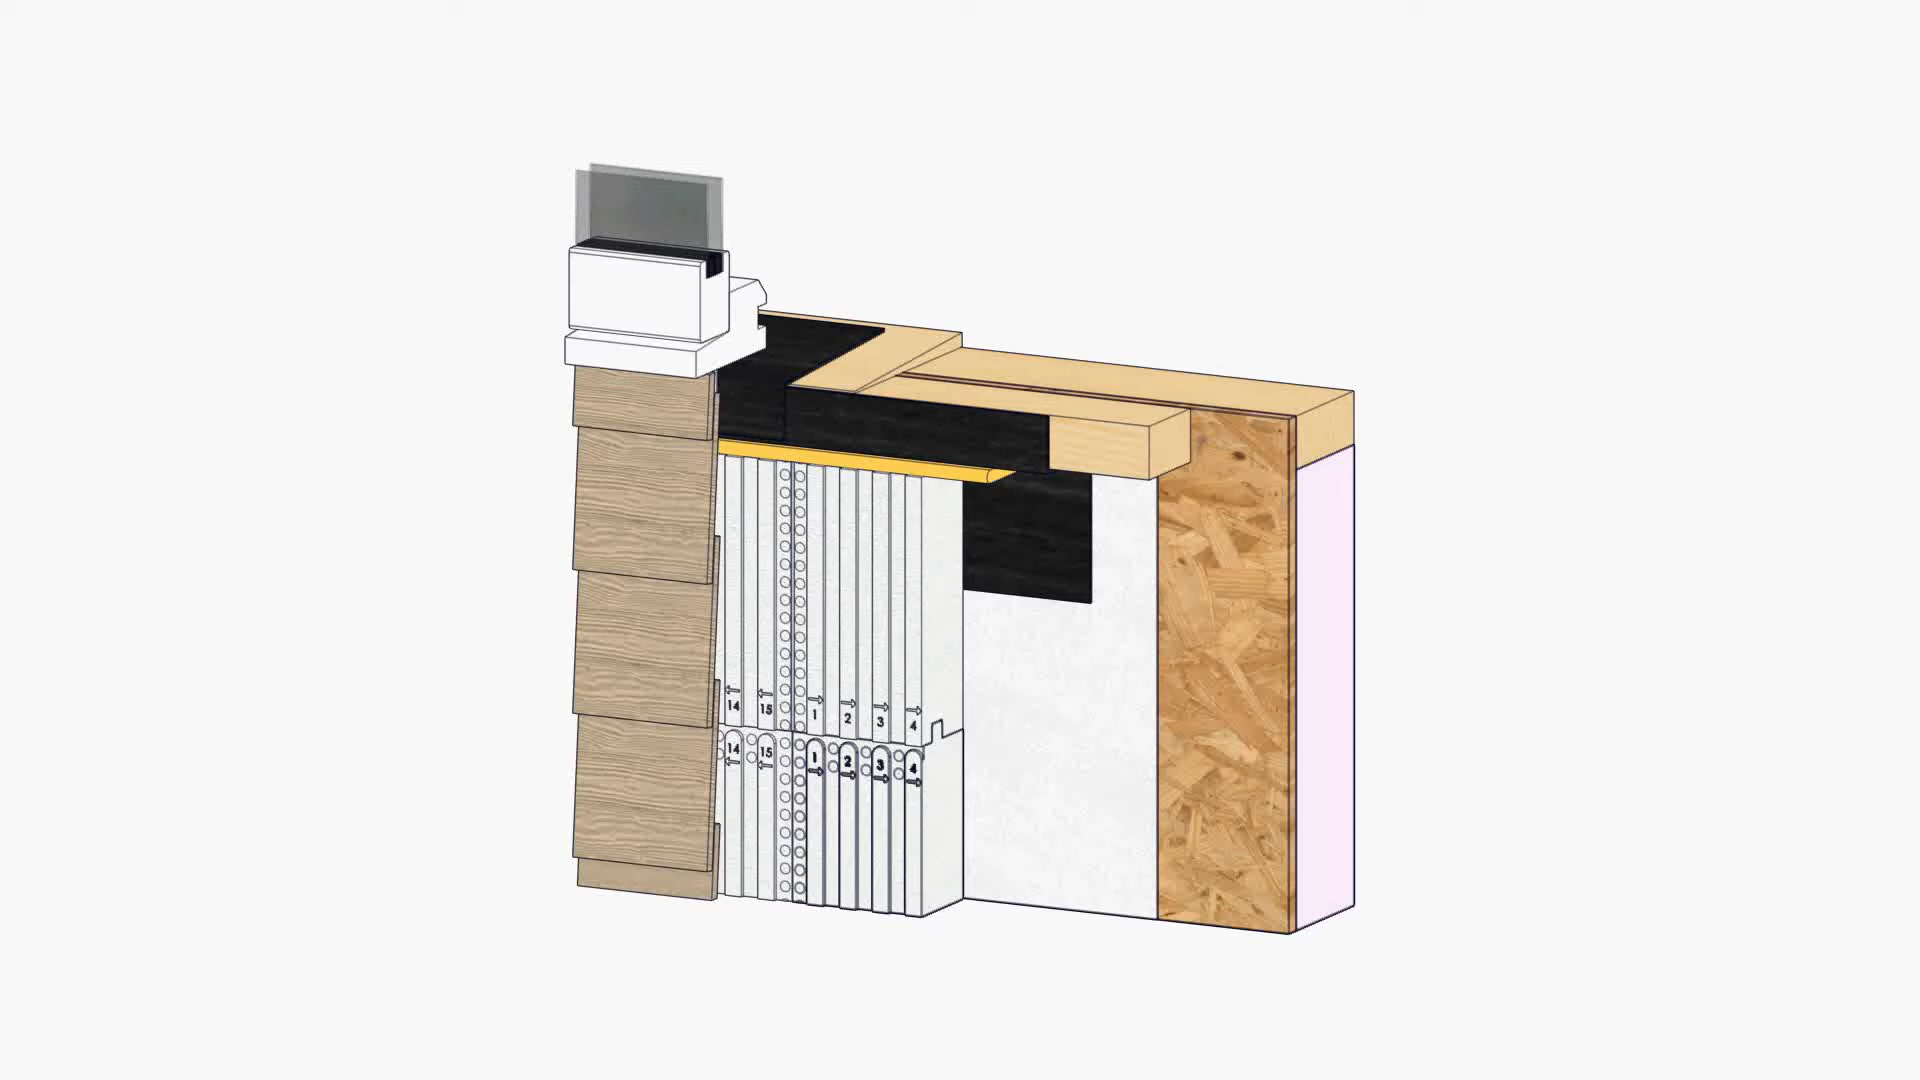 ← ← → → → →
14 15 1 2 3 4
14 15 1 2 3 4
← ← → → → →